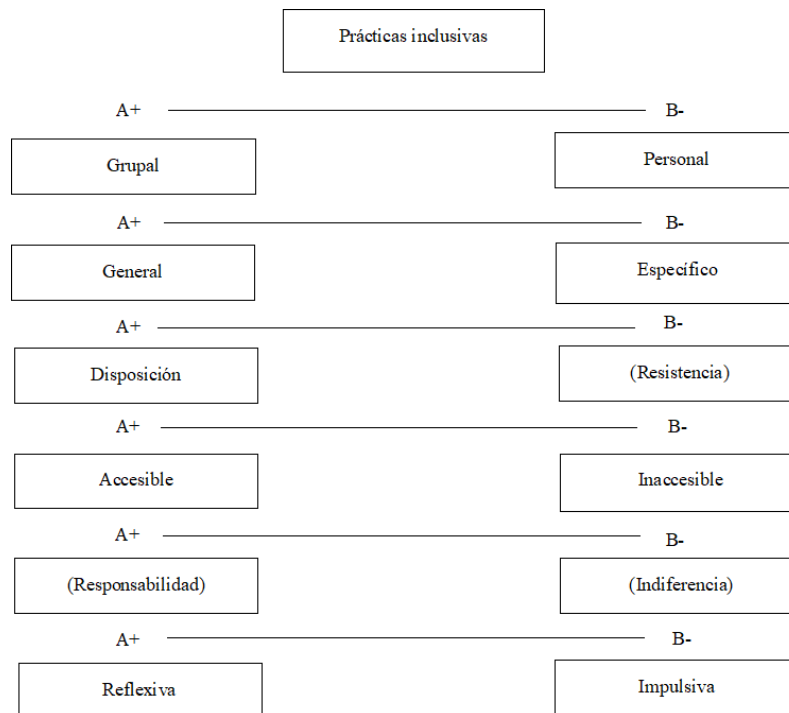 Prácticas inclusivas
A+ B-
Grupal Personal
A+ B-
General Específico
A+ B-
Disposición (Resistencia)
A+ B-
Accesible Inaccesible
A+ B-
(Responsabilidad) (Indiferencia)
A+ B-
Reflexiva Impulsiva